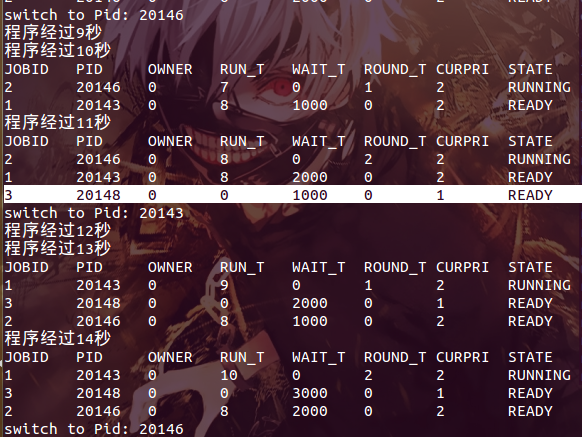 switch to Pid: 20146
程序经过9秒
程序经过10秒
JOBID PID OWNER RUN_T WAIT_T ROUND_T CURPRI STATE
2 20146 0 7 0 1 2 RUNNING
1 20143 0 8 1000 0 2 READY
程序经过11秒
JOBID PID OWNER RUN_T WAIT_T ROUND_T CURPRI STATE
2 20146 0 8 0 2 2 RUNNING
1 20143 0 8 2000 0 2 READY
3 20148 0 0 1000 0 1 READY
switch to Pid: 20143
程序经过12秒
程序经过13秒
JOBID PID OWNER RUN_T WAIT_T ROUND_T CURPRI STATE
1 20143 0 9 0 1 2 RUNNING
3 20148 0 0 2000 0 1 READY
2 20146 0 8 1000 0 2 READY
程序经过14秒
JOBID PID OWNER RUN_T WAIT_T ROUND_T CURPRI STATE
1 20143 0 10 0 2 2 RUNNING
3 20148 0 0 3000 0 1 READY
2 20146 0 8 2000 0 2 READY
switch to Pid: 20146